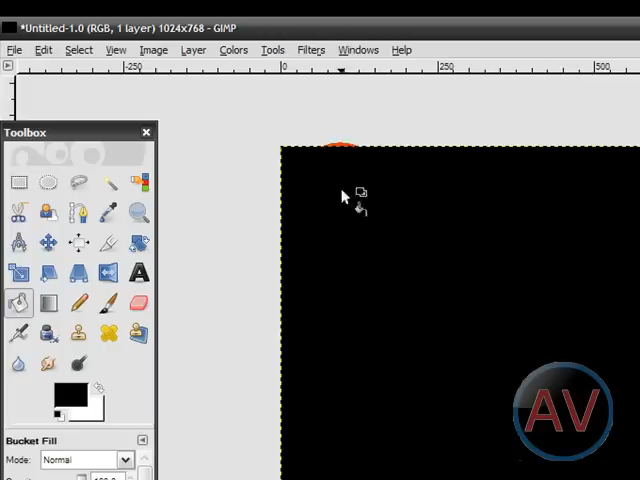 *Untitled-1.0 (RGB, 1 layer) 1024x768 - GIMP
File Edit Select View Image Layer Colors Tools Filters Windows Help
-250 0 250 500
Toolbox
Bucket Fill
Mode: Normal
AV